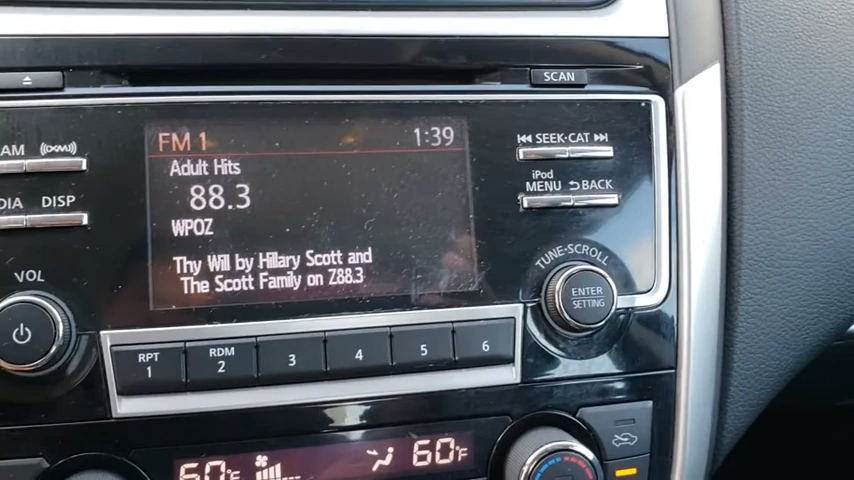 SCAN
AM
(((xm)))
FM 1
1:39
SEEK·CAT
Adult Hits
iPod
MENU
BACK
DIA
DISP
88.3
WPOZ
Thy Will by Hillary Scott and
The Scott Family on Z88.3
TUNE·SCROLL
ENTER
SETTING
VOL
RPT
1
RDM
2
3
4
5
6
60°F
60°F